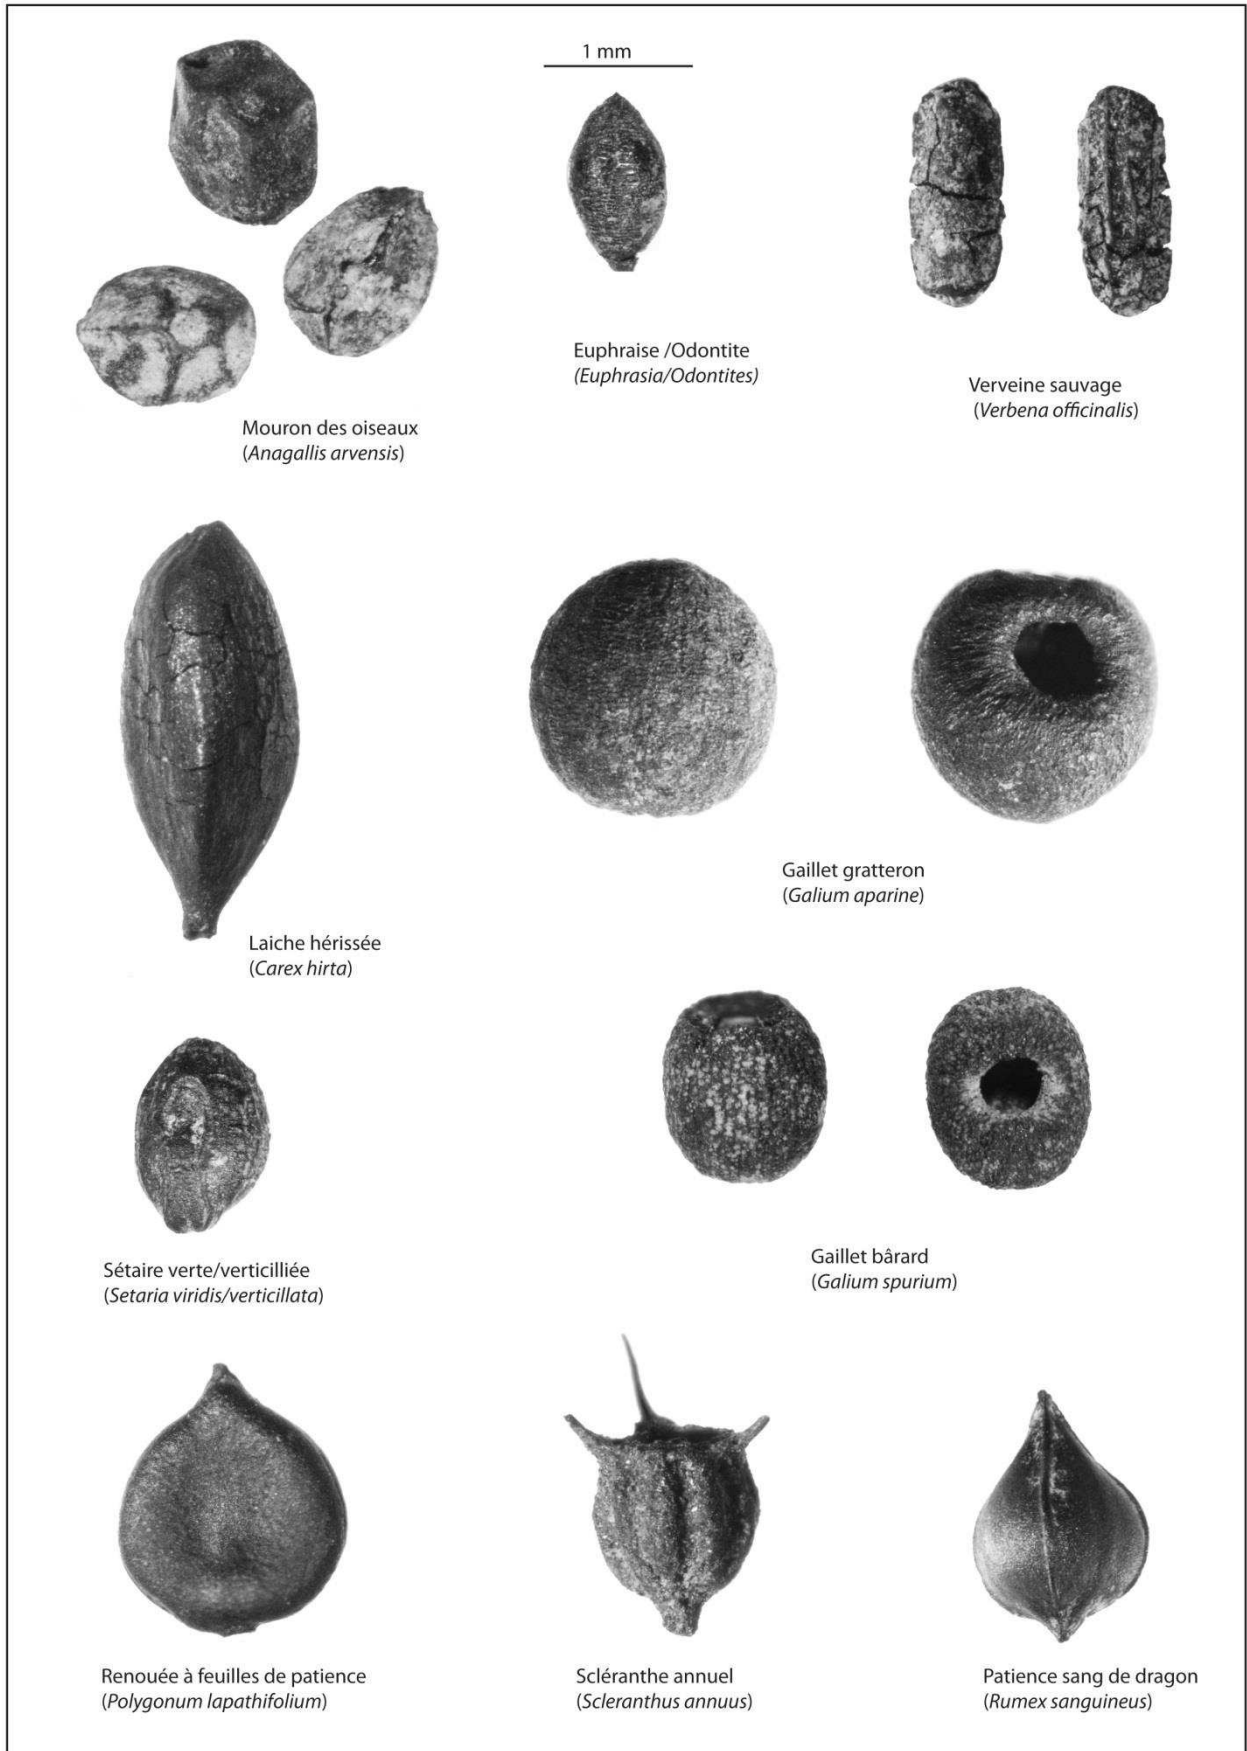 1 mm
Euphraise /Odontite
(Euphrasia/Odontites)
Verveine sauvage
(Verbena officinalis)
Mouron des oiseaux
(Anagallis arvensis)
Laiche hérissée
(Carex hirta)
Gaillet gratteron
(Galium aparine)
Sétaire verte/verticilliée
(Setaria viridis/verticillata)
Gaillet bârard
(Galium spurium)
Renouée à feuilles de patience
(Polygonum lapathifolium)
Scléranthe annuel
(Scleranthus annuus)
Patience sang de dragon
(Rumex sanguineus)